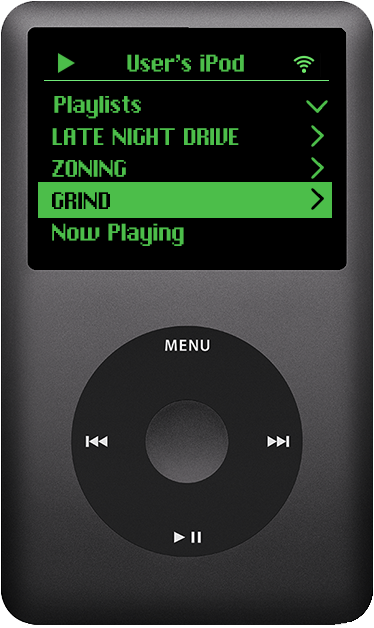 User's iPod
Playlists
LATE NIGHT DRIVE
ZONING
GRIND
Now Playing
MENU